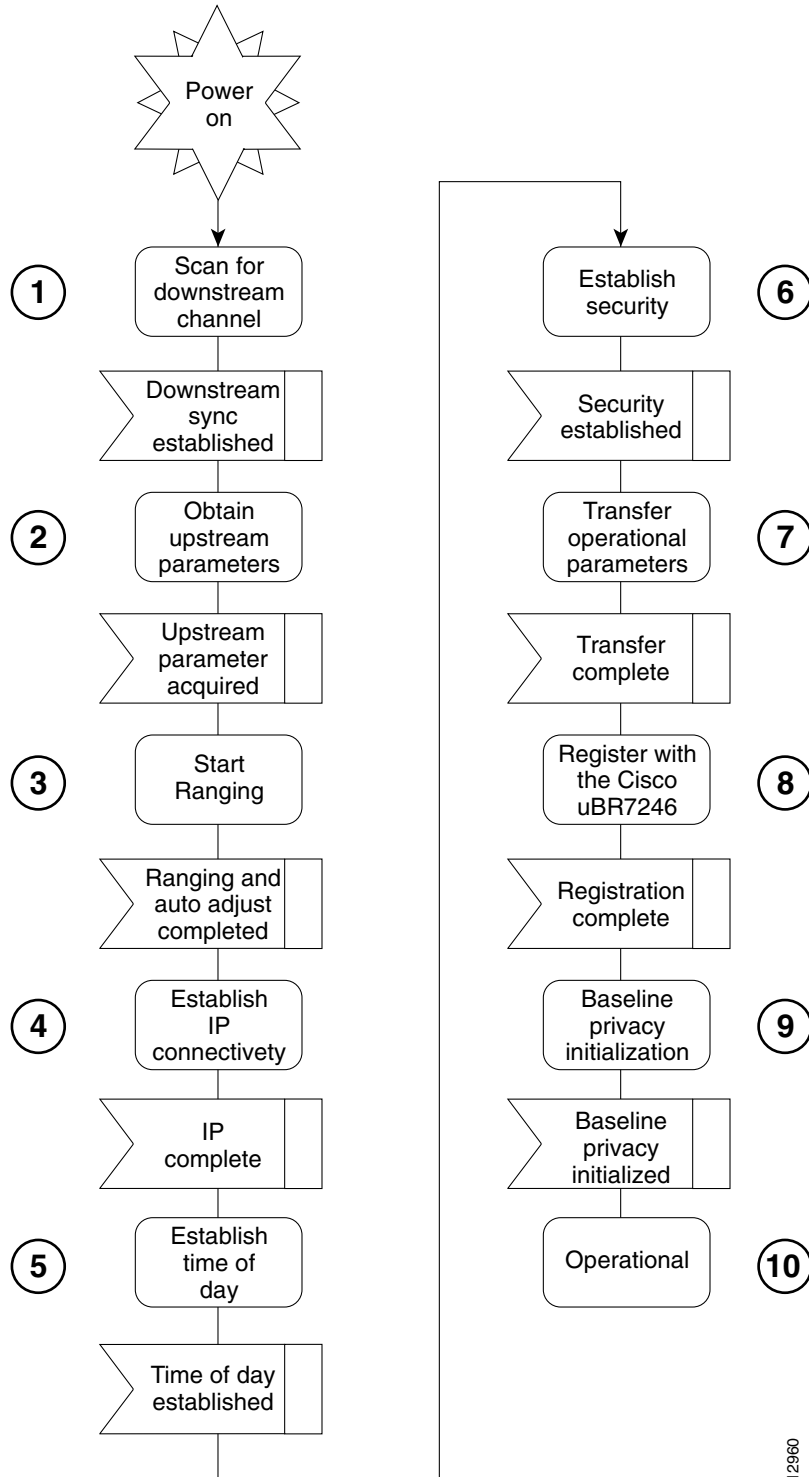 Power
on
1
Scan for
downstream
channel
Downstream
sync
established
2
Obtain
upstream
parameters
Upstream
parameter
acquired
3
Start
Ranging
Ranging and
auto adjust
completed
4
Establish
IP
connectivety
IP
complete
5
Establish
time of
day
Time of day
established
Establish
security
6
Security
established
Transfer
operational
parameters
7
Transfer
complete
Register with
the Cisco
uBR7246
8
Registration
complete
Baseline
privacy
initialization
9
Baseline
privacy
initialized
Operational
10
12960